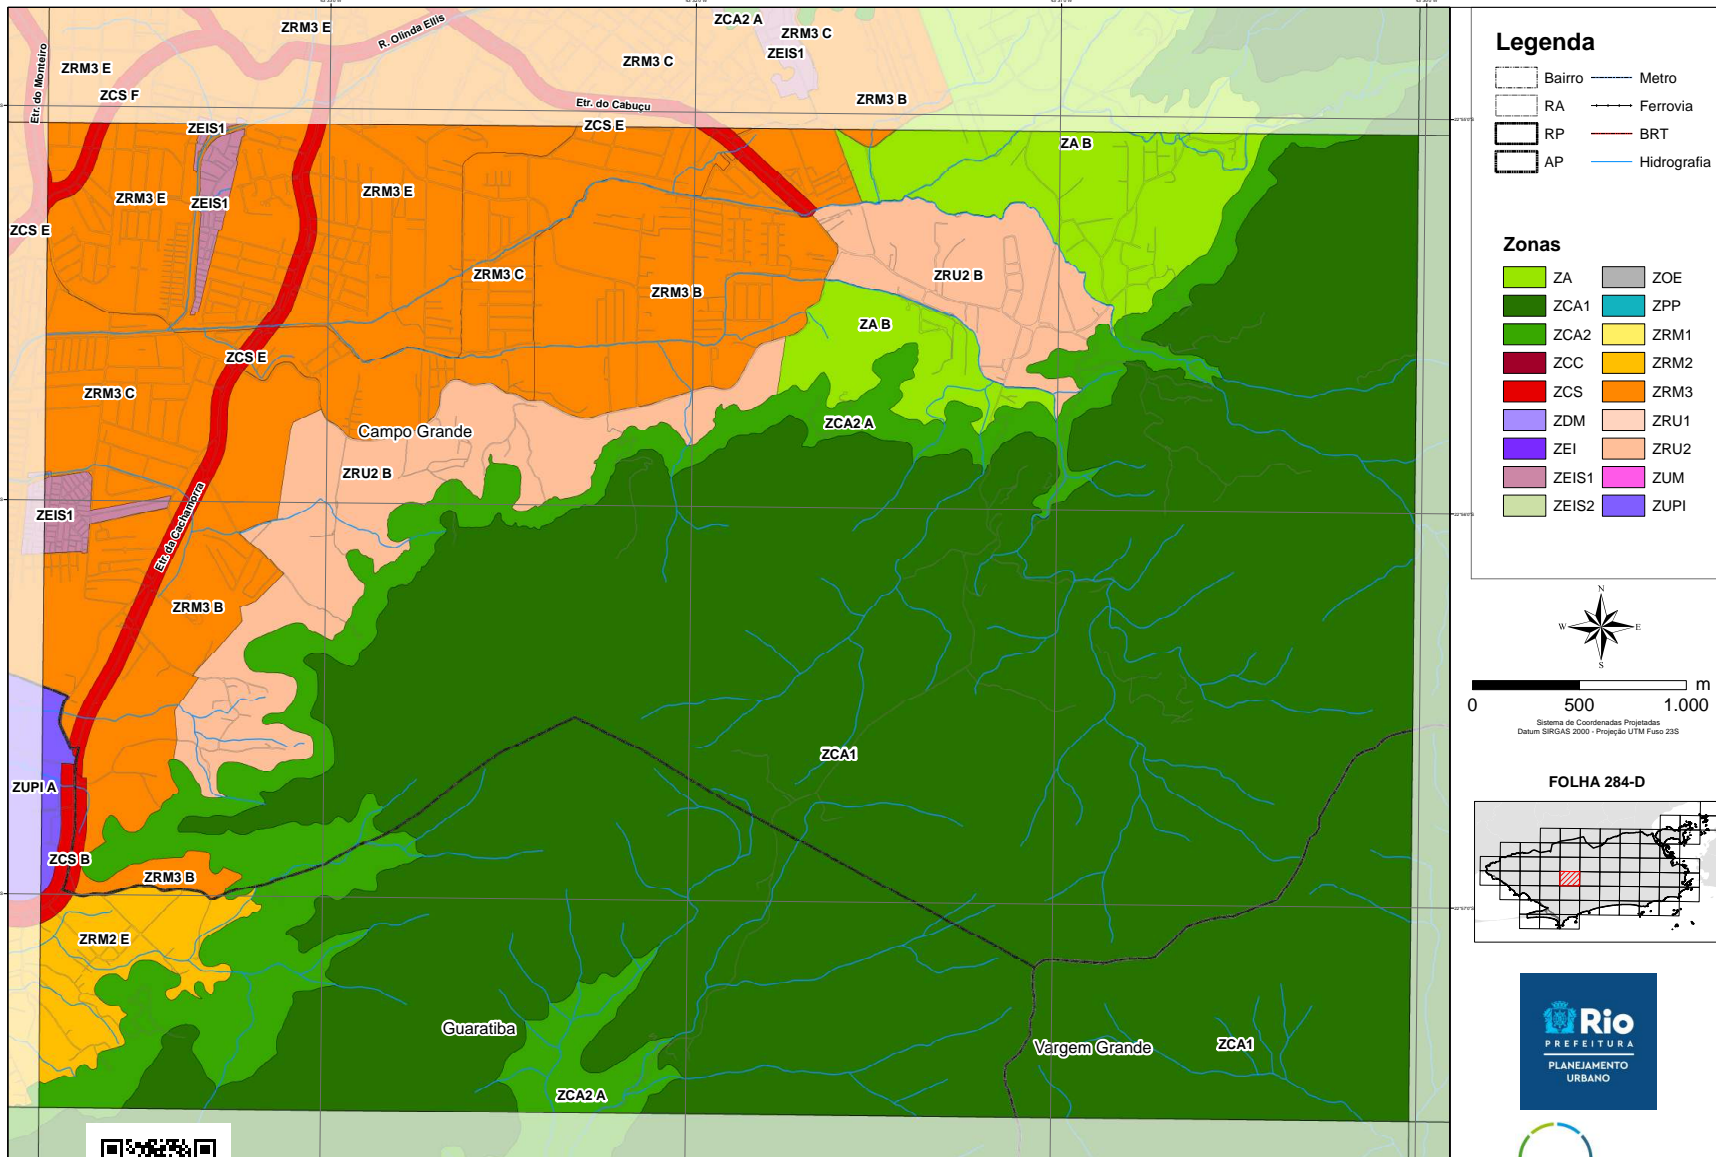 ZCA2 A
ZRM3 E
R. Olinda Ellis
ZRM3 C
ZEIS1
Etr. do Monteiro
ZRM3 E
ZRM3 C
ZCS F
ZRM3 B
Etr. do Cabuçu
ZEIS1
ZCS E
ZA B
ZRM3 E
ZEIS1
ZRM3 E
ZCS E
ZRM3 C
ZRU2 B
ZRM3 B
ZA B
ZCS E
ZRM3 C
ZCA2 A
Campo Grande
ZRU2 B
ZEIS1
Etr. da Cachamorra
ZRM3 B
ZCA1
ZUPI A
ZCS B
ZRM3 B
ZRM2 E
Guaratiba
Vargem Grande
ZCA1
ZCA2 A
Legenda
Bairro
Metro
RA
Ferrovia
RP
BRT
AP
Hidrografia
Zonas
ZA
ZOE
ZCA1
ZPP
ZCA2
ZRM1
ZCC
ZRM2
ZCS
ZRM3
ZDM
ZRU1
ZEI
ZRU2
ZEIS1
ZUM
ZEIS2
ZUPI
N
W
E
S
m
0 500 1.000
Sistema de Coordenadas Projetadas
Datum SIRGAS 2000 - Projeção UTM Fuso 23S
FOLHA 284-D
Rio
PREFEITURA
PLANEJAMENTO
URBANO